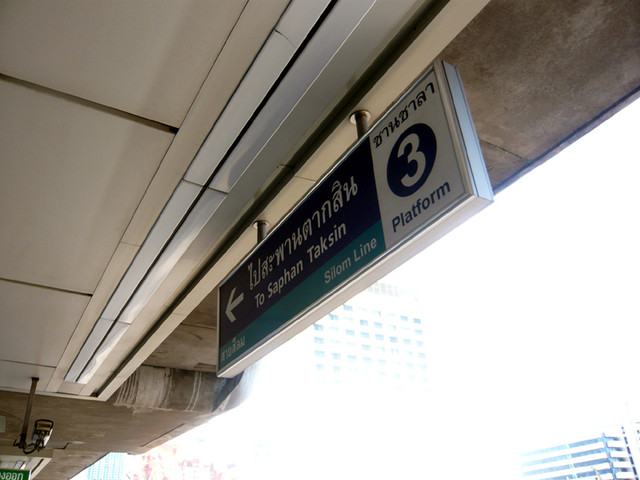 ไปสะพานตากสิน
To Saphan Taksin
สายสีลม
Silom Line
ชานชาลา
3
Platform